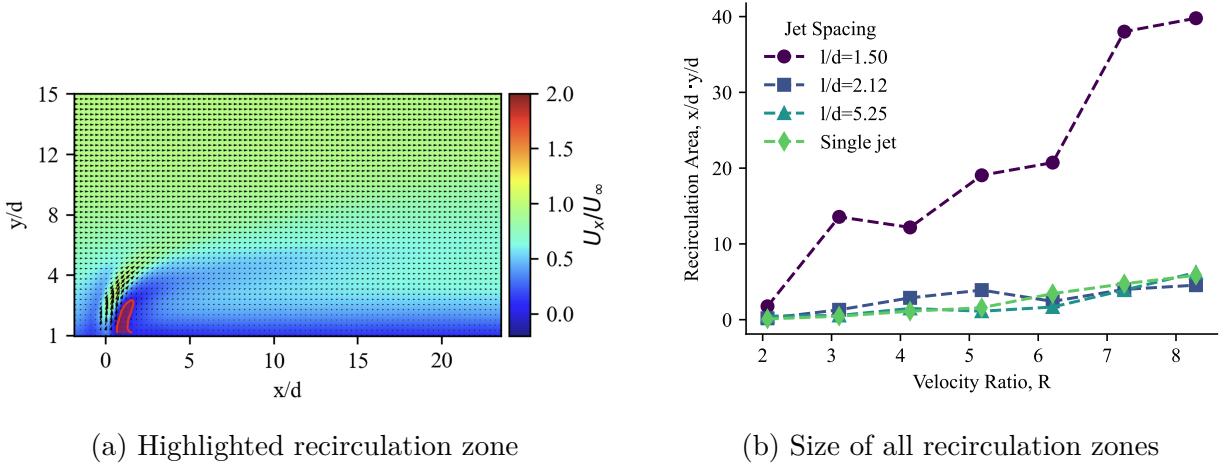 15
12
8
4
1
y/d
0
5
10
15
20
x/d
2.0
1.5
1.0
0.5
0.0
Uₓ/U∞
(a) Highlighted recirculation zone
40
30
20
10
0
Recirculation Area, x/d ·y/d
Jet Spacing
l/d=1.50
l/d=2.12
l/d=5.25
Single jet
2
3
4
5
6
7
8
Velocity Ratio, R
(b) Size of all recirculation zones